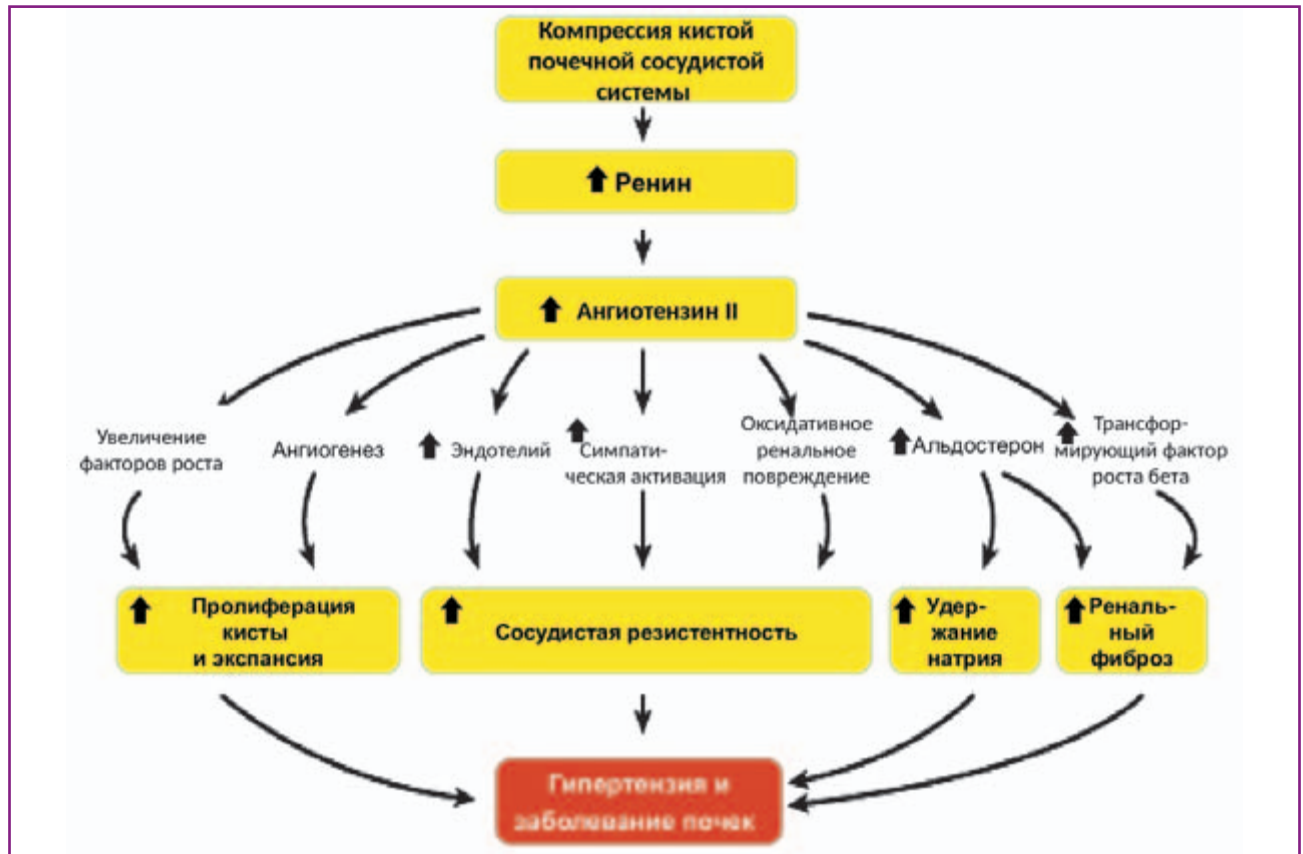 Компрессия кистой
почечной сосудистой
системы
Ренин
Ангиотензин II
Увеличение
факторов роста
Ангиогенез
Эндотелий
Симпати-
ческая активация
Оксидативное
ренальное
повреждение
Альдостерон
Трансфор-
мирующий фактор
роста бета
Пролиферация
кисты
и экспансия
Сосудистая резистентность
Удер-
жание
натрия
Реналь-
ный
фиброз
Гипертензия и
заболевание почек